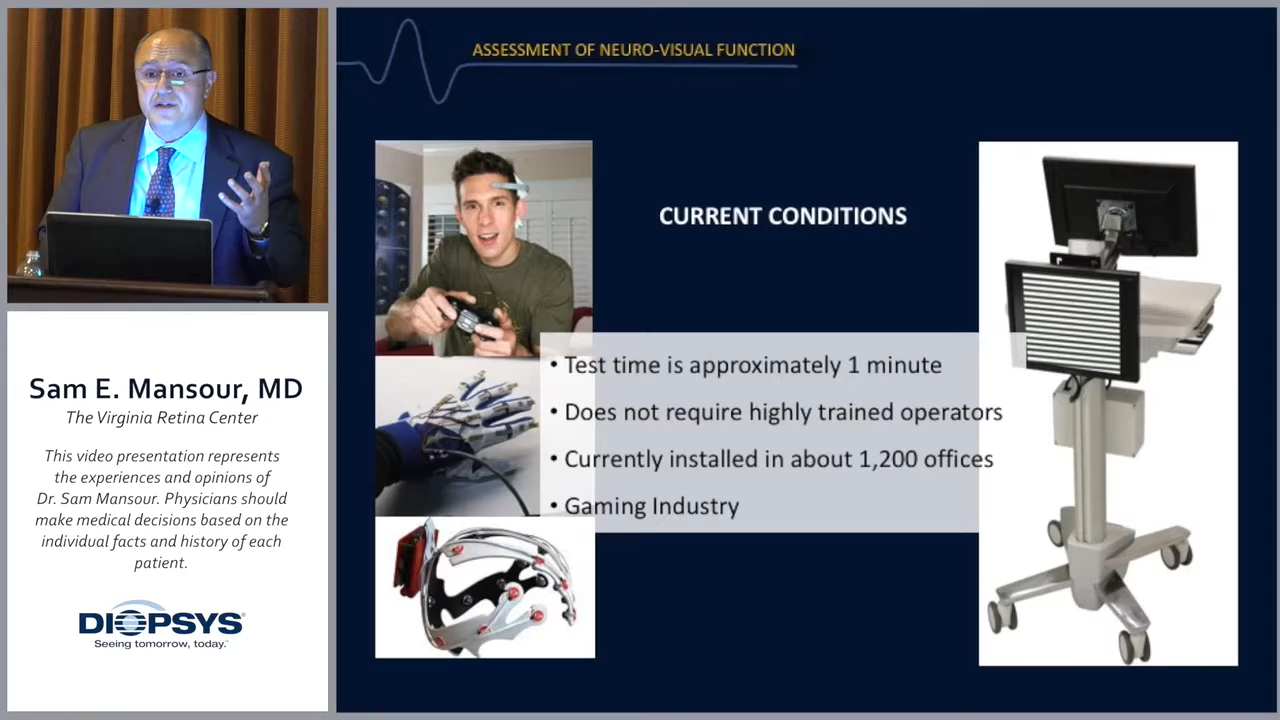 ASSESSMENT OF NEURO-VISUAL FUNCTION
CURRENT CONDITIONS
• Test time is approximately 1 minute
• Does not require highly trained operators
• Currently installed in about 1,200 offices
• Gaming Industry
Sam E. Mansour, MD
The Virginia Retina Center
This video presentation represents
the experiences and opinions of
Dr. Sam Mansour. Physicians should
make medical decisions based on the
individual facts and history of each
patient.
DIOPSYS®
Seeing tomorrow, today.™